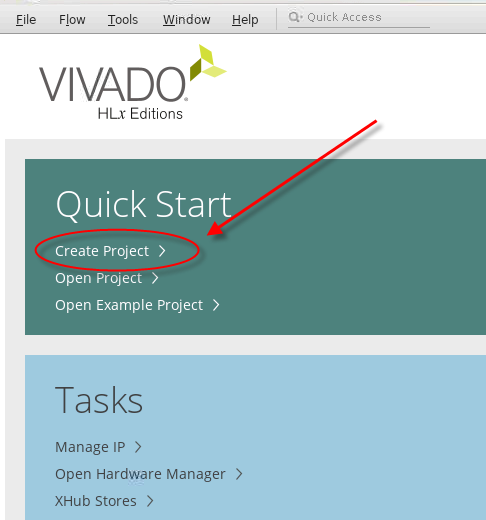 File Flow Tools Window Help Quick Access
VIVADO
HLx Editions
Quick Start
Create Project >
Open Project >
Open Example Project >
Tasks
Manage IP >
Open Hardware Manager >
XHub Stores >